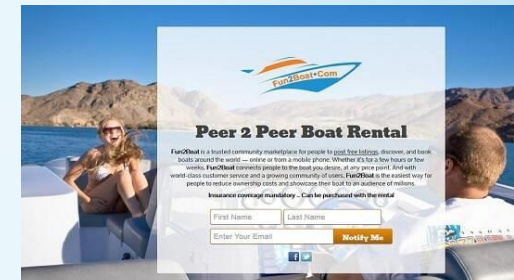 Fun2Boat•Com
Peer 2 Peer Boat Rental
Fun2Boat is a trusted community marketplace for people to post free listings, discover, and book
boats around the world — online or from a mobile phone. Whether it's for a few hours or few
weeks, Fun2Boat connects people to the boat you desire, at any price point. And with
world-class customer service and a growing community of users, Fun2Boat is the easiest way for
people to reduce ownership costs and showcase their boat to an audience of millions.
Insurance coverage mandatory - Can be purchased with the rental
First Name
Last Name
Enter Your Email
Notify Me